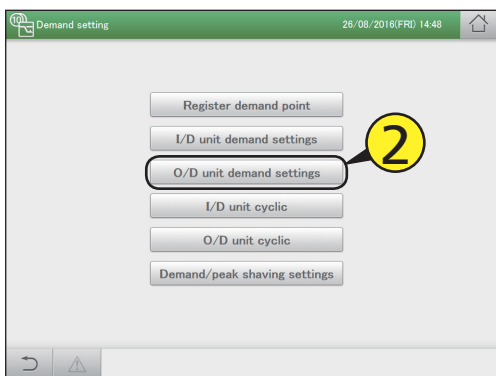 10
Demand setting
26/08/2016(FRI) 14:48
Register demand point
I/D unit demand settings
2
O/D unit demand settings
I/D unit cyclic
O/D unit cyclic
Demand/peak shaving settings